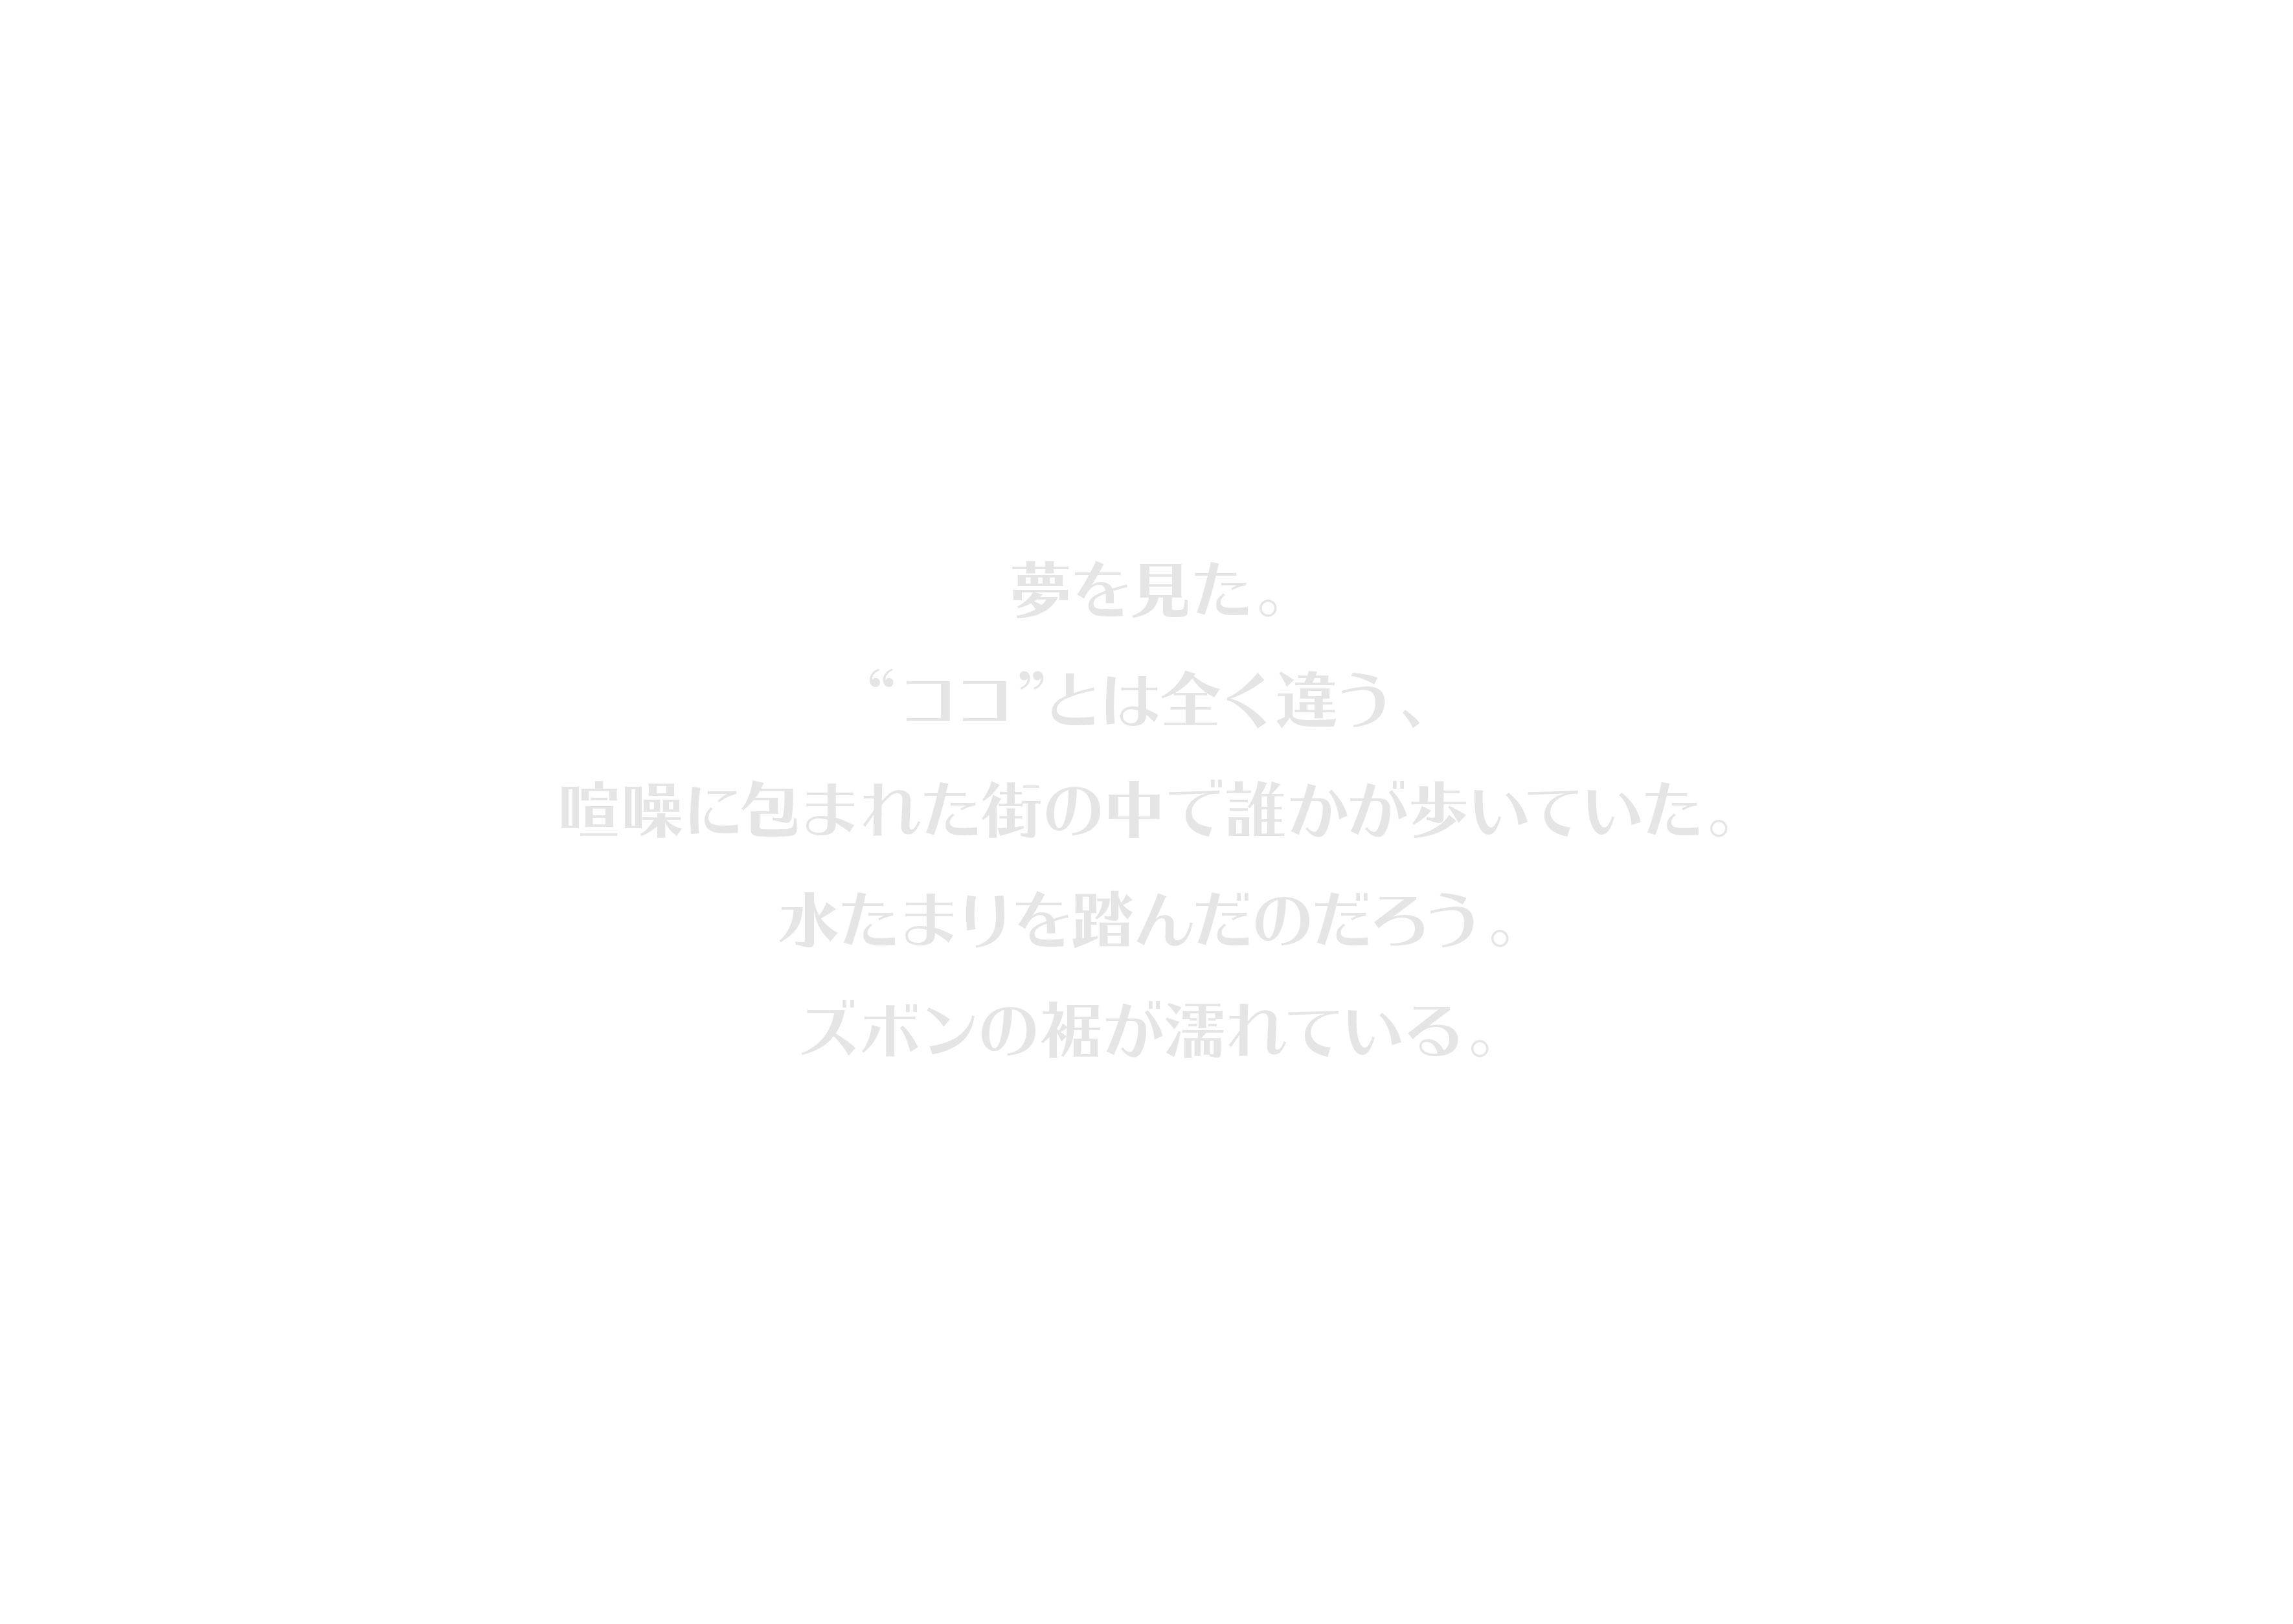 夢を見た。
“ココ”とは全く違う、
喧噪に包まれた街の中で誰かが歩いていた。
水たまりを踏んだのだろう。
ズボンの裾が濡れている。